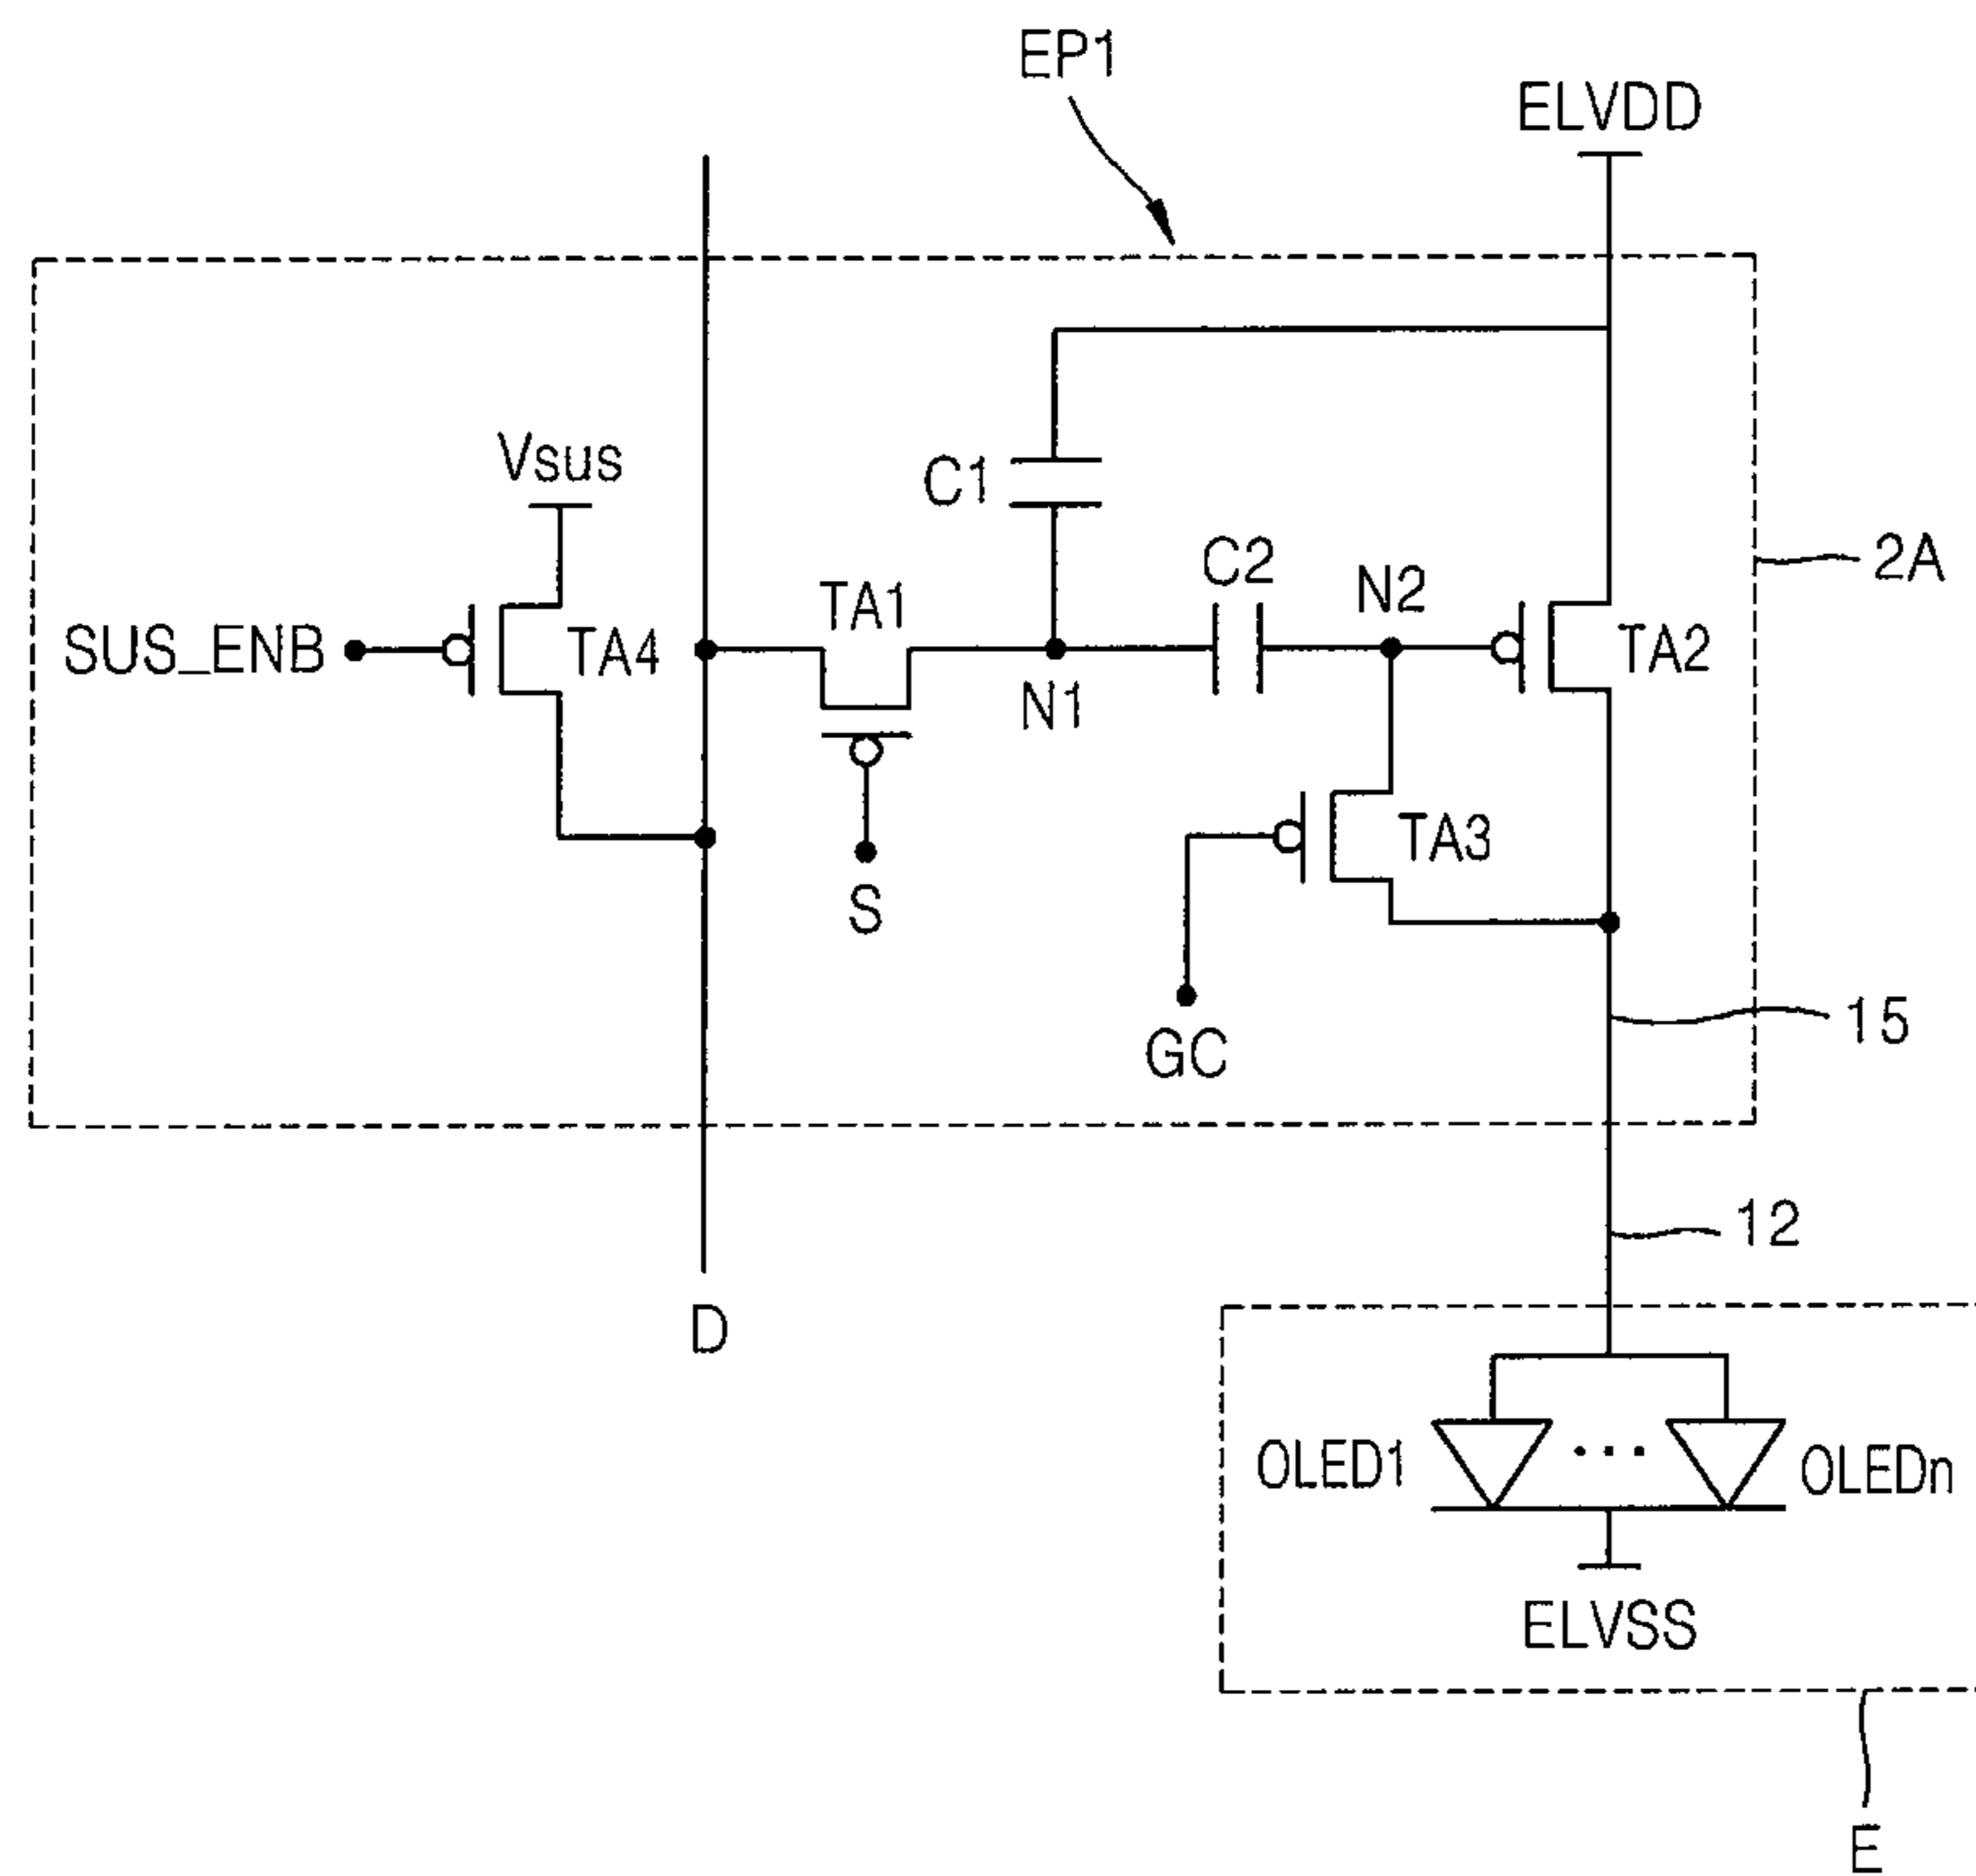 EP1
ELVDD
Vsus
C1
C2
N2
2A
TA1
SUS_ENB
TA4
TA2
N1
TA3
S
15
GC
12
D
OLED1
OLEDn
ELVSS
E